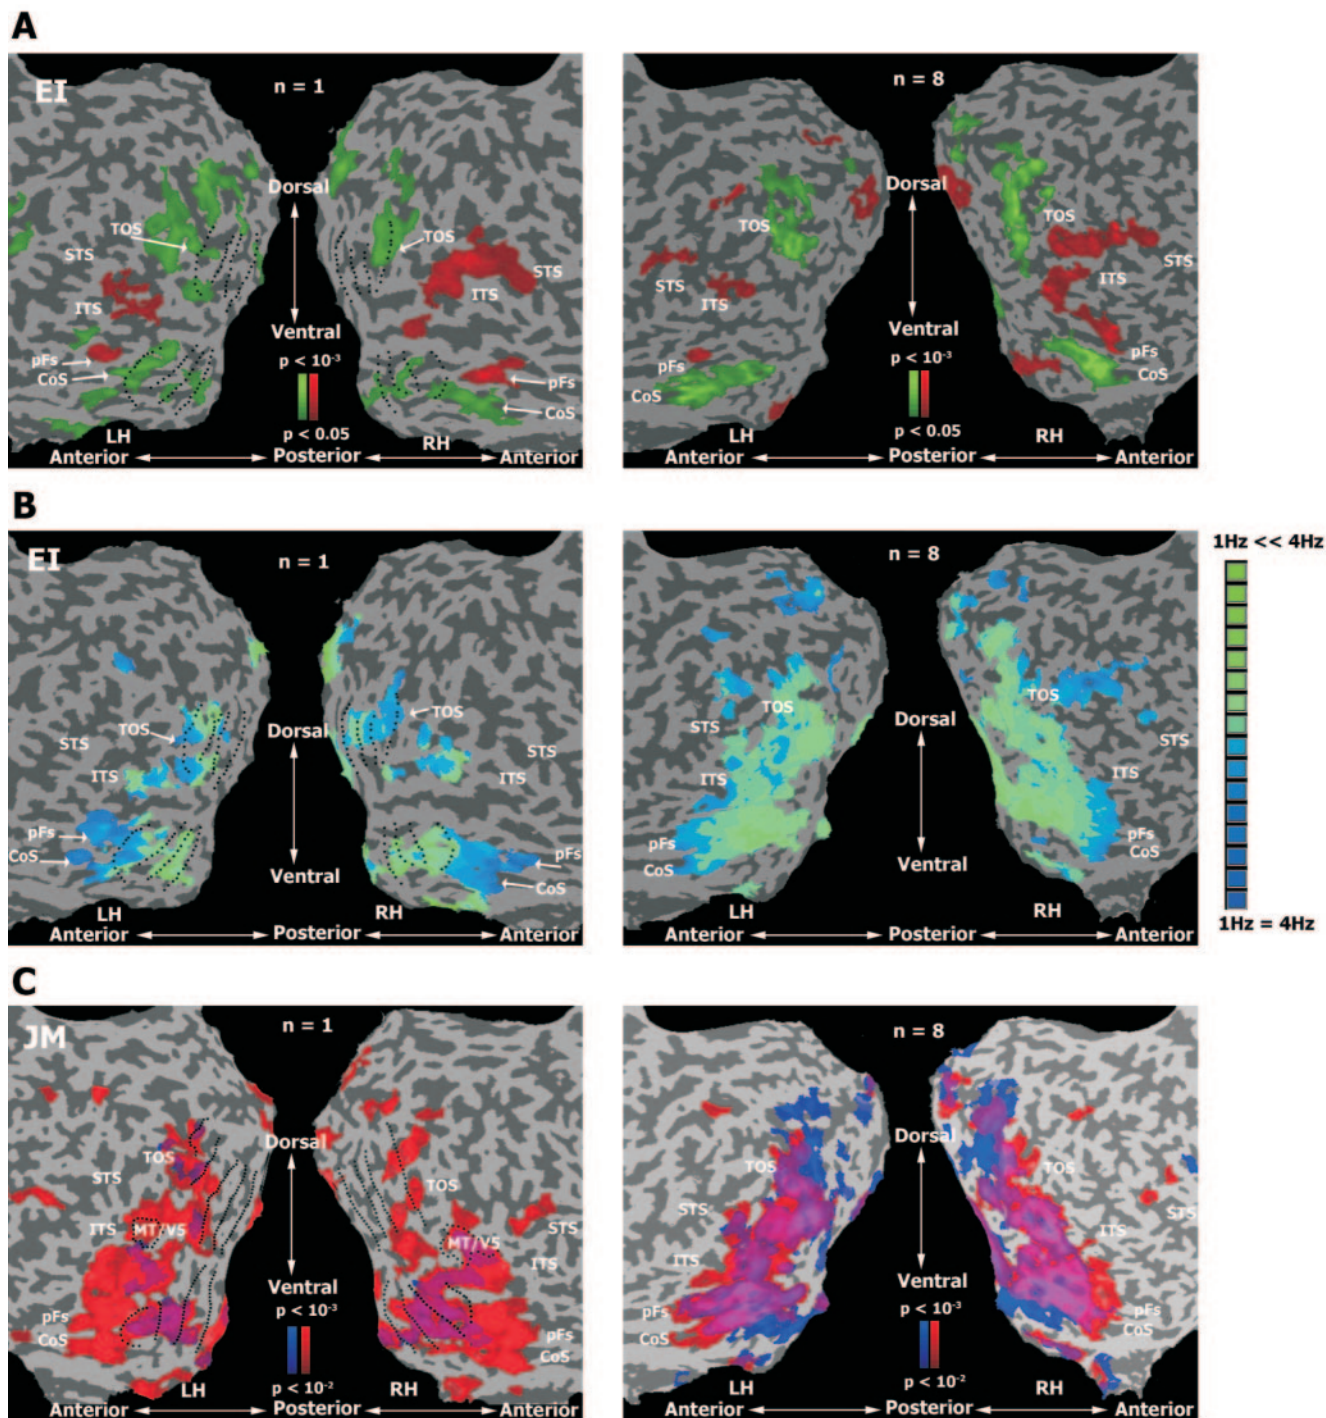 A
EI
n = 1
n = 8
Dorsal
Dorsal
TOS
TOS
TOS
TOS
STS
STS
STS
STS
ITS
ITS
ITS
ITS
Ventral
Ventral
p < 10-3
p < 10-3
pFs
pFs
pFs
pFs
CoS
CoS
CoS
CoS
p < 0.05
p < 0.05
LH
RH
LH
RH
Anterior
Posterior
Anterior
Anterior
Posterior
Anterior
B
EI
n = 1
n = 8
1Hz << 4Hz
TOS
TOS
TOS
TOS
Dorsal
Dorsal
STS
STS
STS
STS
ITS
ITS
ITS
ITS
pFs
pFs
pFs
pFs
CoS
CoS
CoS
CoS
Ventral
Ventral
LH
RH
LH
RH
1Hz = 4Hz
Anterior
Posterior
Anterior
Anterior
Posterior
Anterior
C
JM
n = 1
n = 8
Dorsal
Dorsal
TOS
TOS
TOS
TOS
STS
STS
STS
STS
ITS
MT/V5
MT/V5
ITS
ITS
ITS
Ventral
Ventral
p < 10-3
p < 10-3
pFs
pFs
pFs
pFs
CoS
CoS
CoS
CoS
p < 10-2
p < 10-2
LH
RH
LH
RH
Anterior
Posterior
Anterior
Anterior
Posterior
Anterior